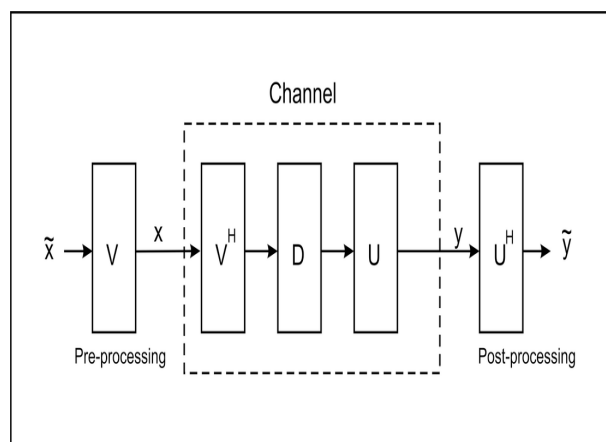 Channel
x̃
V
x
V^H
D
U
y
U^H
ỹ
Pre-processing
Post-processing